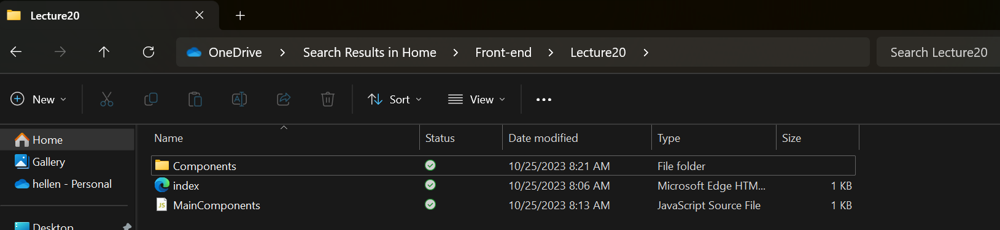 Lecture20
OneDrive > Search Results in Home > Front-end > Lecture20 >
Search Lecture20
New
Sort
View
Home
Gallery
hellen - Personal
Desktop
Name Status Date modified Type Size
Components 10/25/2023 8:21 AM File folder
index 10/25/2023 8:06 AM Microsoft Edge HTM... 1 KB
JS MainComponents 10/25/2023 8:13 AM JavaScript Source File 1 KB